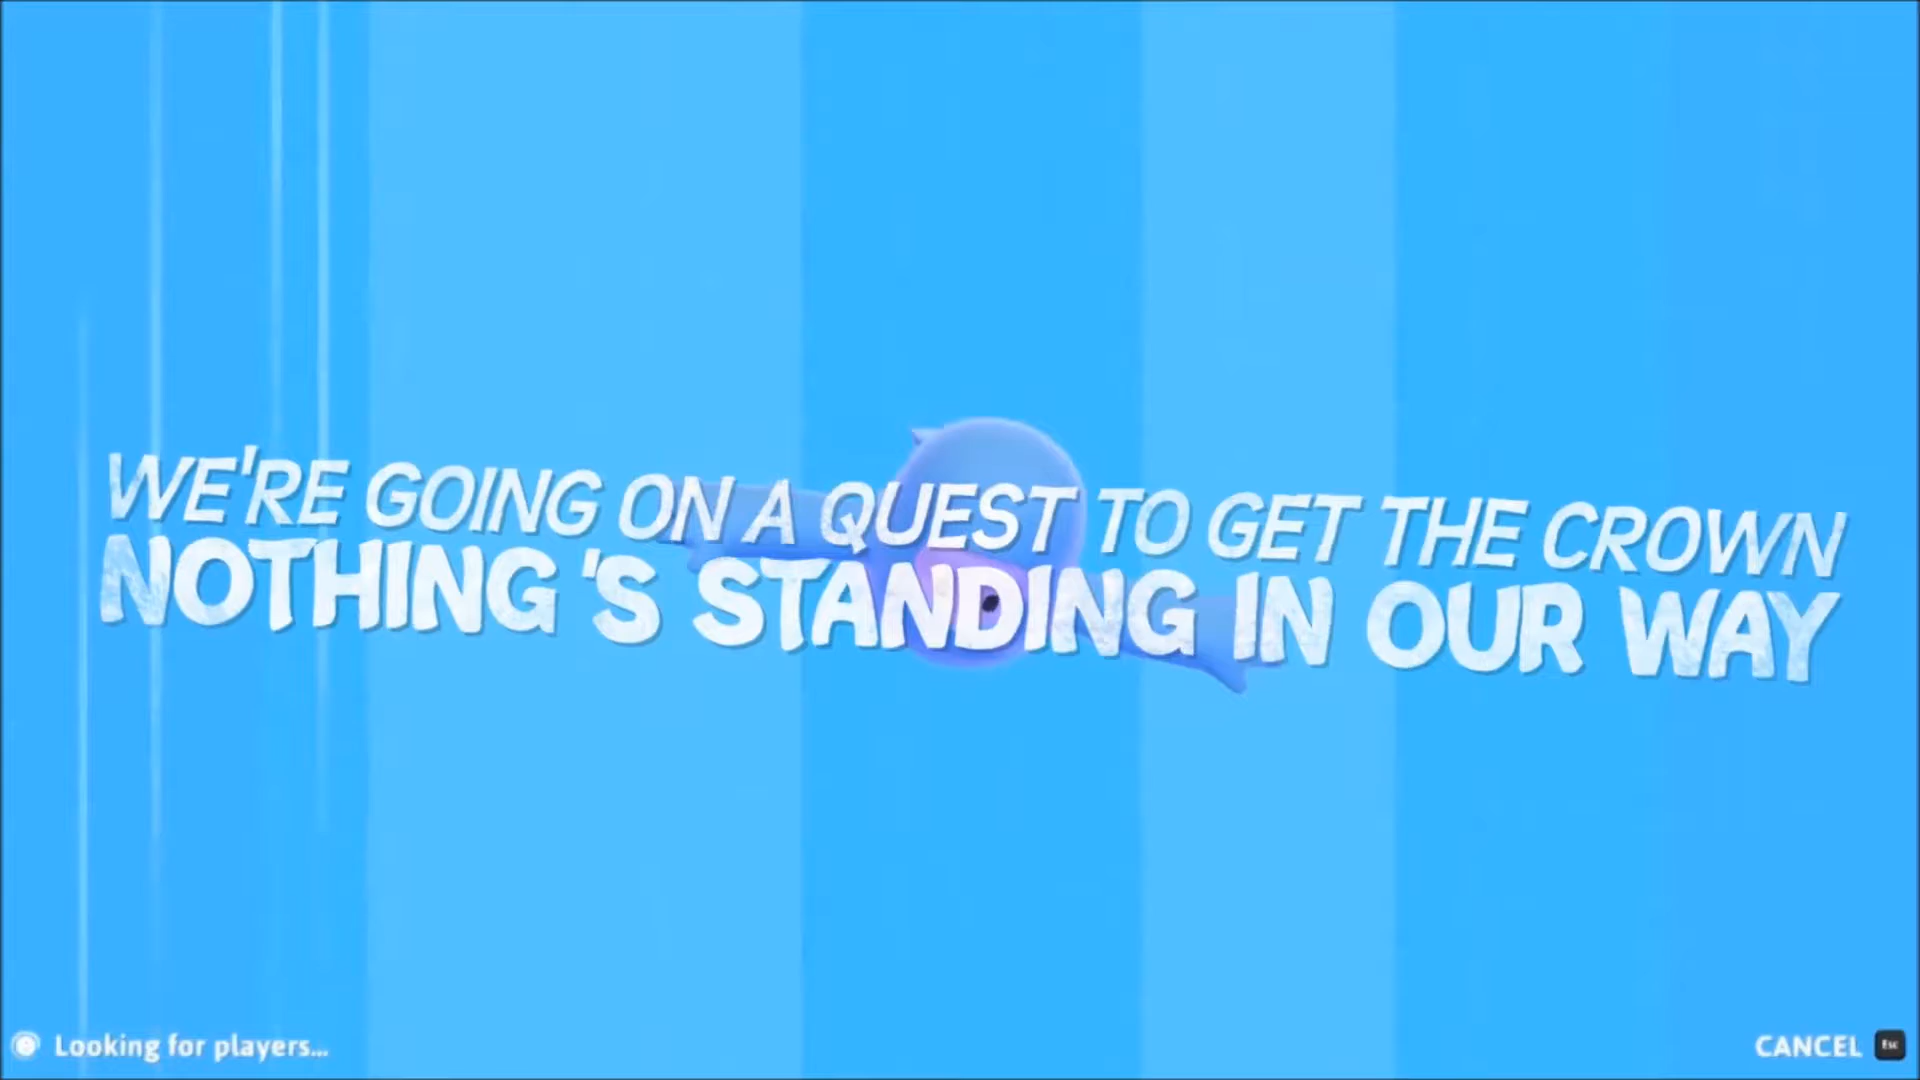 WE'RE GOING ON A QUEST TO GET THE CROWN
NOTHING'S STANDING IN OUR WAY
Looking for players...
CANCEL Esc